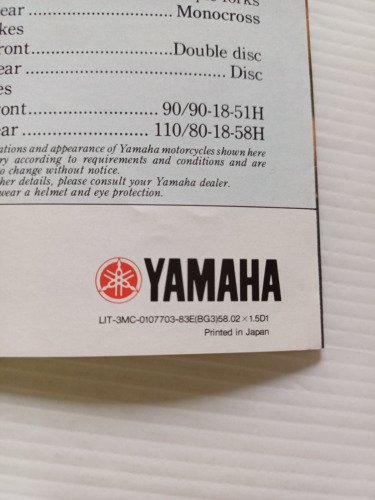 ear..............................Monocross
kes
ront.........................Double disc
ear...................................Disc
es
ront........................90/90-18-51H
ear........................110/80-18-58H
ations and appearance of Yamaha motorcycles shown here
ry according to requirements and conditions and are
o change without notice.
her details, please consult your Yamaha dealer.
wear a helmet and eye protection.
YAMAHA
LIT-3MC-0107703-83E(BG3)58.02×1.5D1
Printed in Japan